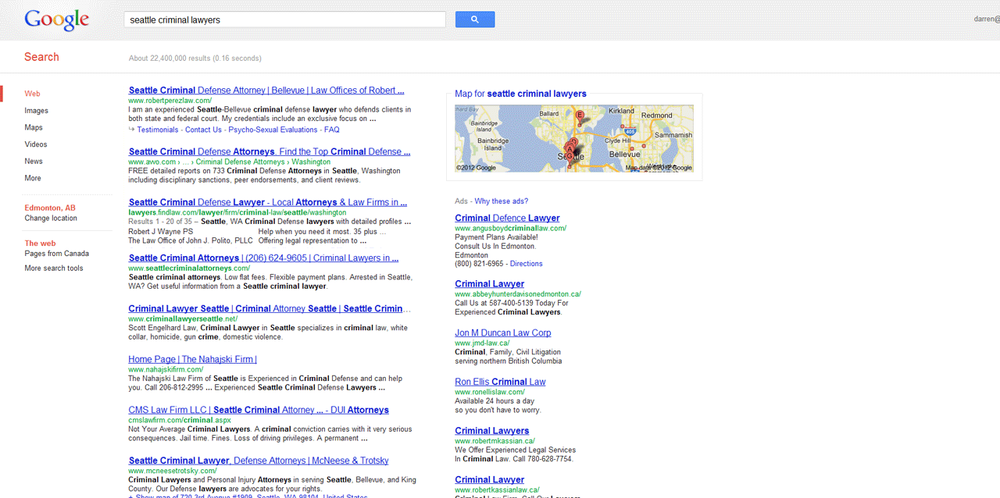 Google
seattle criminal lawyers
darren@
Search
About 22,400,000 results (0.16 seconds)
Web
Images
Maps
Videos
News
More
Edmonton, AB
Change location
The web
Pages from Canada
More search tools
Seattle Criminal Defense Attorney | Bellevue | Law Offices of Robert ...
www.robertperezlaw.com/
I am an experienced Seattle-Bellevue criminal defense lawyer who defends clients in
both state and federal court. My credentials include an exclusive focus on ...
Testimonials - Contact Us - Psycho-Sexual Evaluations - FAQ
Seattle Criminal Defense Attorneys. Find the Top Criminal Defense ...
www.avvo.com › ... › Criminal Defense Attorneys › Washington
FREE detailed reports on 733 Criminal Defense Attorneys in Seattle, Washington
including disciplinary sanctions, peer endorsements, and client reviews.
Seattle Criminal Defense Lawyer - Local Attorneys & Law Firms in ...
lawyers.findlaw.com/lawyer/firm/criminal-law/seattle/washington
Results 1 - 20 of 35 – Seattle, WA Criminal Defense lawyers with detailed profiles ...
Robert J Wayne PS Help when you need it most. 35 plus ...
The Law Office of John J. Polito, PLLC Offering legal representation to ...
Seattle Criminal Attorneys | (206) 624-9605 | Criminal Lawyers in ...
www.seattlecriminalattorneys.com/
Seattle criminal attorneys. Low flat fees. Flexible payment plans. Arrested in Seattle,
WA? Get useful information from a Seattle criminal lawyer.
Criminal Lawyer Seattle | Criminal Attorney Seattle | Seattle Crimin...
www.criminallawyerseattle.net/
Scott Engelhard Law, Criminal Lawyer in Seattle specializes in criminal law, white
collar, homicide, gun crime, domestic violence.
Home Page | The Nahajski Firm |
www.nahajskifirm.com/
The Nahajski Law Firm of Seattle is Experienced in Criminal Defense and can help
you. Call 206-812-2995 ... Experienced Seattle Criminal Defense Lawyers ...
CMS Law Firm LLC | Seattle Criminal Attorney ... - DUI Attorneys
cmslawfirm.com/criminal.aspx
Not Your Average Criminal Lawyers. A criminal conviction carries with it very serious
consequences. Jail time. Fines. Loss of driving privileges. A permanent ...
Seattle Criminal Lawyer, Defense Attorneys | McNeese & Trotsky
www.mcneesetrotsky.com/
Criminal Lawyers and Personal Injury Attorneys in serving Seattle, Bellevue, and King
County. Our Defense lawyers are advocates for your rights.
+ Show map of 720 3rd Avenue #1909, Seattle, WA 98104, United States
Map for seattle criminal lawyers
Ballard
Kirkland
Redmond
Bainbridge
Island
Bainbridge
Island
405
Sammamish
Clyde Hill
Seattle
Bellevue
E
D
A
G
©2012 Google
Map data ©2012 Google
Ads - Why these ads?
Criminal Defence Lawyer
www.angusboydcriminallaw.com/
Payment Plans Available!
Consult Us In Edmonton.
Edmonton
(800) 821-6965 - Directions
Criminal Lawyer
www.abbeyhunterdavisonedmonton.ca/
Call Us at 587-400-5139 Today For
Experienced Criminal Lawyers.
Jon M Duncan Law Corp
www.jmd-law.ca/
Criminal, Family, Civil Litigation
serving northern British Columbia
Ron Ellis Criminal Law
www.ronellislaw.com/
Available 24 hours a day
so you don't have to worry.
Criminal Lawyers
www.robertmkassian.ca/
We Offer Experienced Legal Services
In Criminal Law. Call 780-628-7754.
Criminal Lawyer
www.robertkassianlaw.ca/
Criminal Law Firm. Call Our Lawyers